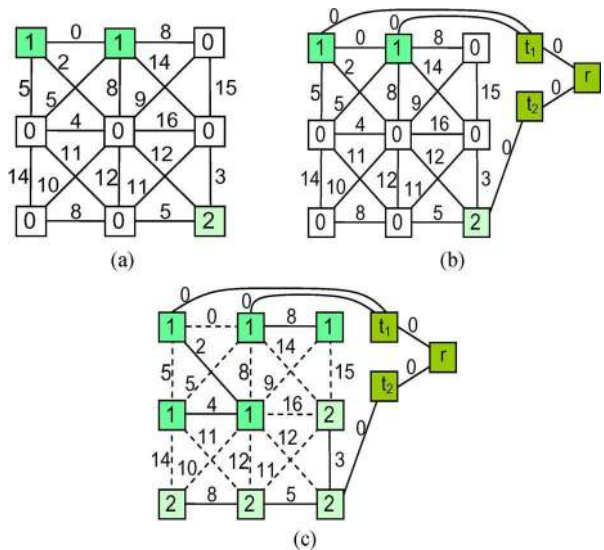 1 0 1 8 0
2 14
5 5 8 9 15
0 4 0 16 0
11 12
14 10 12 11 3
0 8 0 5 2
(a)
0 0
1 0 1 8 0 t₁ 0
r
2 14
5 5 8 9 15 t₂ 0
0 4 0 16 0
11 12 0
14 10 12 11 3
0 8 0 5 2
(b)
0 0
1 0 1 8 1 t₁ 0
r
2 14
5 5 8 9 15 t₂ 0
1 4 1 16 2
11 12 0
14 10 12 11 3
2 8 2 5 2
(c)